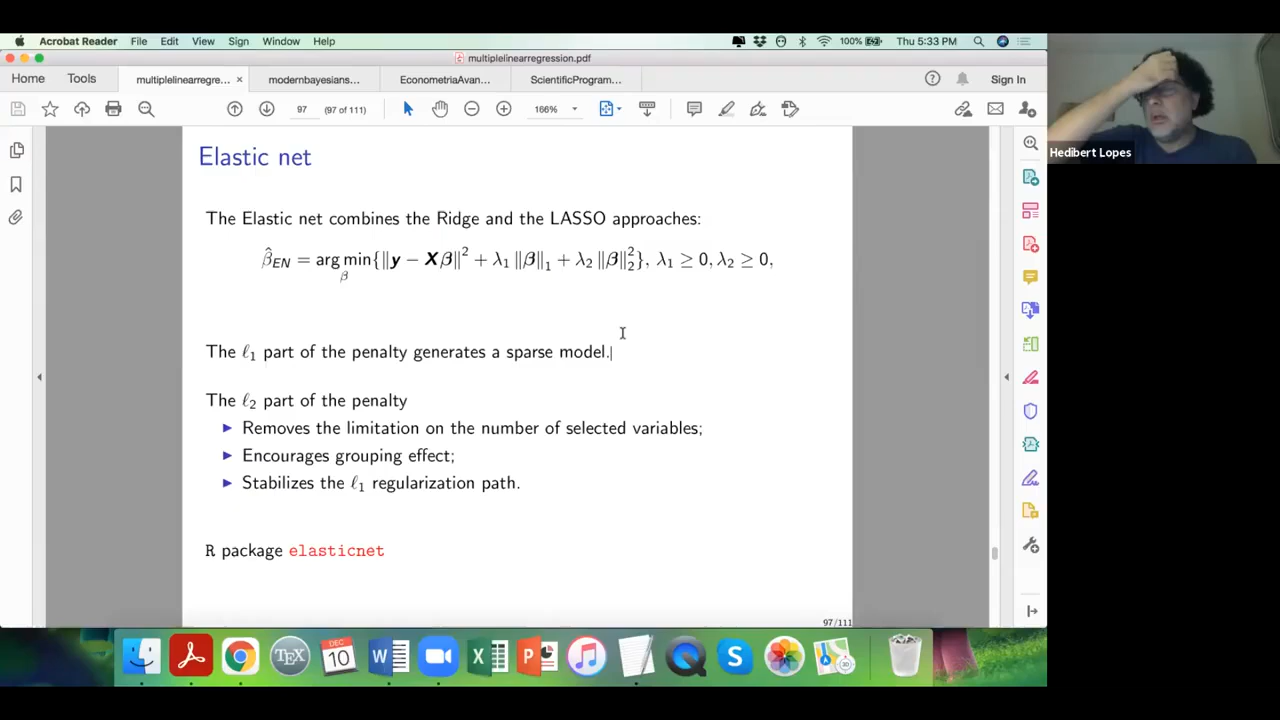 Acrobat Reader File Edit View Sign Window Help 100% Thu 5:33 PM
multiplelinearregression.pdf
Home Tools multiplelinearregre... × modernbayesians... EconometriaAvan... ScientificProgram... Sign In
97 (97 of 111) 166%
Hedibert Lopes
Elastic net
The Elastic net combines the Ridge and the LASSO approaches:
β̂_EN = arg min_β {‖y − Xβ‖² + λ₁ ‖β‖₁ + λ₂ ‖β‖₂²}, λ₁ ≥ 0, λ₂ ≥ 0,
The ℓ₁ part of the penalty generates a sparse model.
The ℓ₂ part of the penalty
▶ Removes the limitation on the number of selected variables;
▶ Encourages grouping effect;
▶ Stabilizes the ℓ₁ regularization path.
R package elasticnet
97/111
TEX DEC 10 W X P S